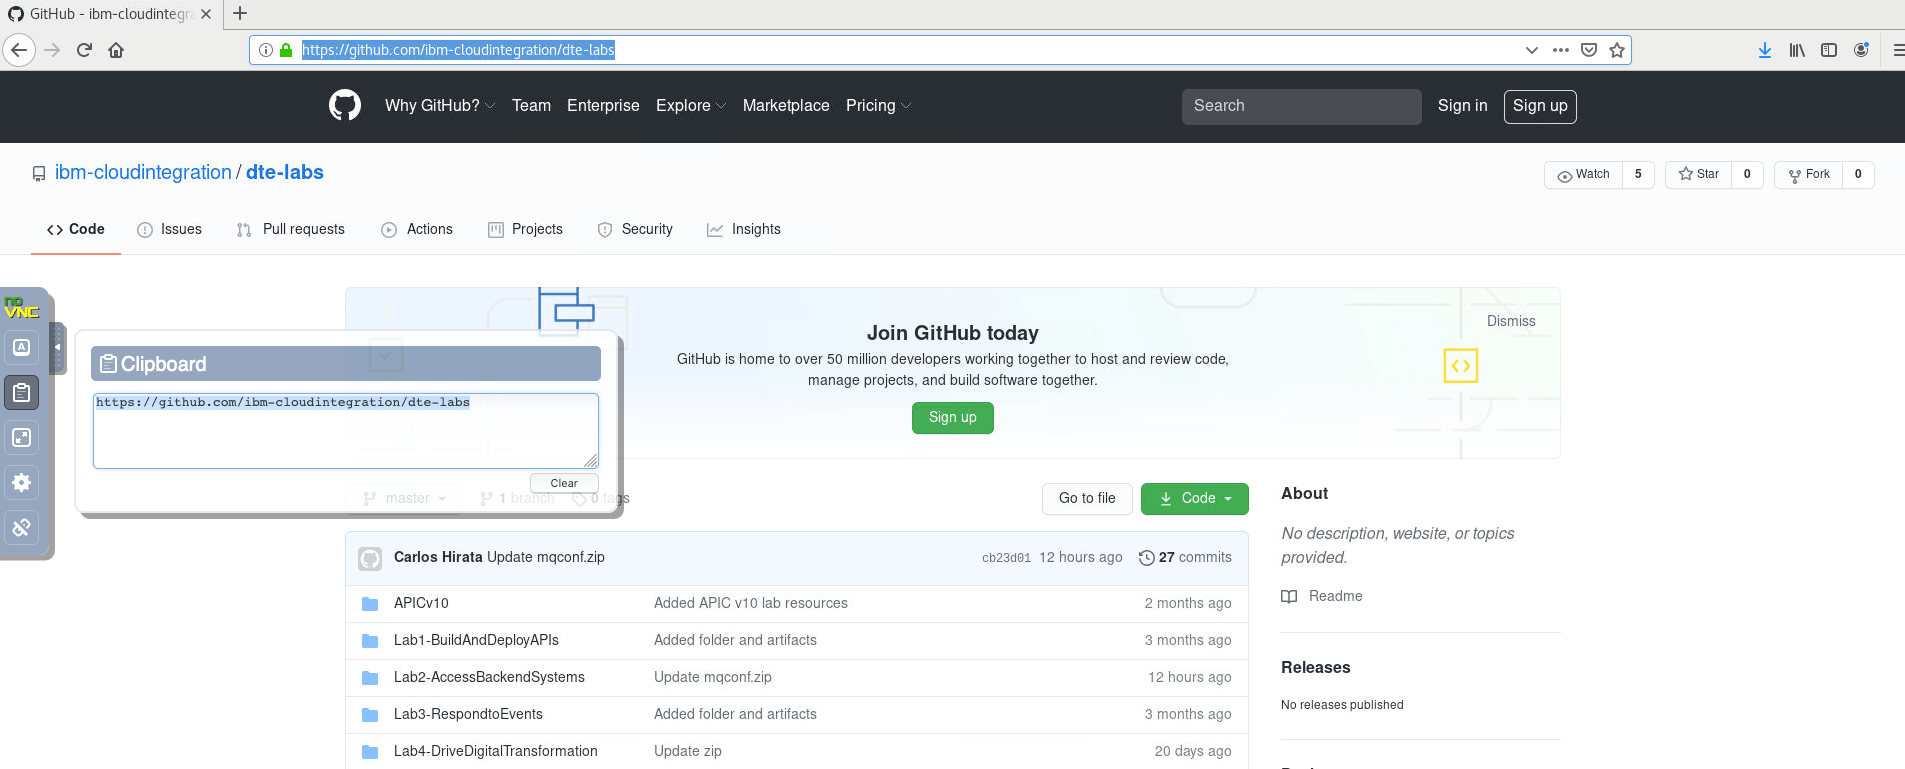 GitHub - ibm-cloudintegra
https://github.com/ibm-cloudintegration/dte-labs
Why GitHub? Team Enterprise Explore Marketplace Pricing Search Sign in Sign up
ibm-cloudintegration / dte-labs Watch 5 Star 0 Fork 0
Code Issues Pull requests Actions Projects Security Insights
no
VNC
A
Clipboard
https://github.com/ibm-cloudintegration/dte-labs
Clear
Join GitHub today
Dismiss
GitHub is home to over 50 million developers working together to host and review code,
manage projects, and build software together.
Sign up
master 1 branch 0 tags Go to file Code
Carlos Hirata Update mqconf.zip cb23d01 12 hours ago 27 commits
APICv10 Added APIC v10 lab resources 2 months ago
Lab1-BuildAndDeployAPIs Added folder and artifacts 3 months ago
Lab2-AccessBackendSystems Update mqconf.zip 12 hours ago
Lab3-RespondtoEvents Added folder and artifacts 3 months ago
Lab4-DriveDigitalTransformation Update zip 20 days ago
About
No description, website, or topics
provided.
Readme
Releases
No releases published